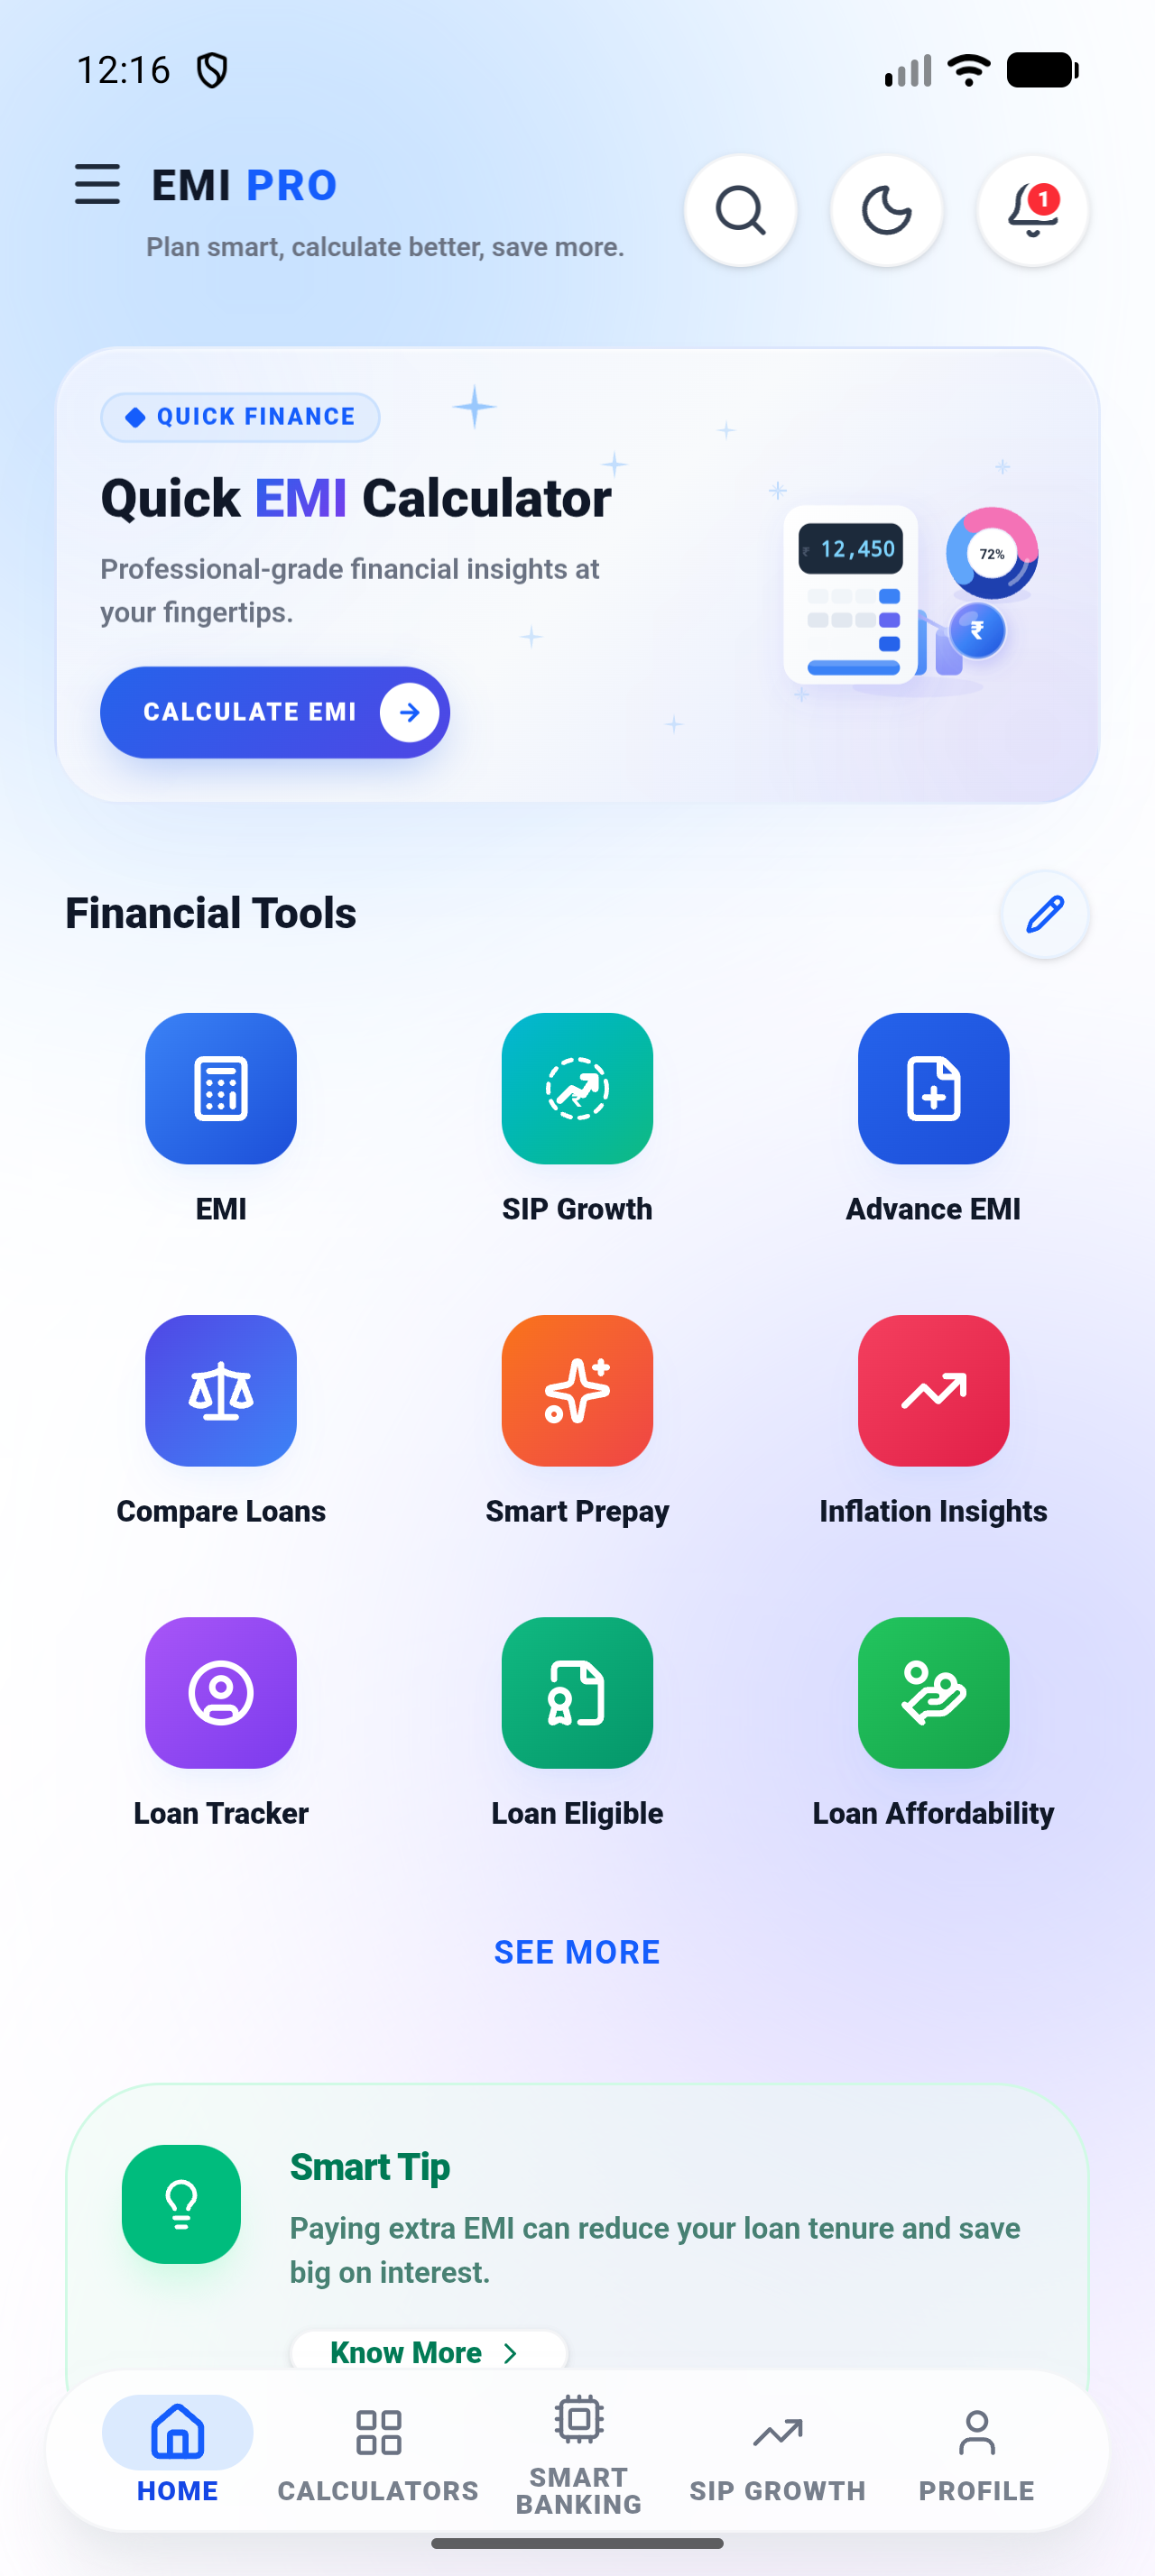 12:16
EMI PRO
1
Plan smart, calculate better, save more.
QUICK FINANCE
Quick EMI Calculator
Professional-grade financial insights at
your fingertips.
₹ 12,450
72%
₹
CALCULATE EMI
Financial Tools
EMI
SIP Growth
Advance EMI
Compare Loans
Smart Prepay
Inflation Insights
Loan Tracker
Loan Eligible
Loan Affordability
SEE MORE
Smart Tip
Paying extra EMI can reduce your loan tenure and save
big on interest.
Know More
HOME
CALCULATORS
SMART
BANKING
SIP GROWTH
PROFILE